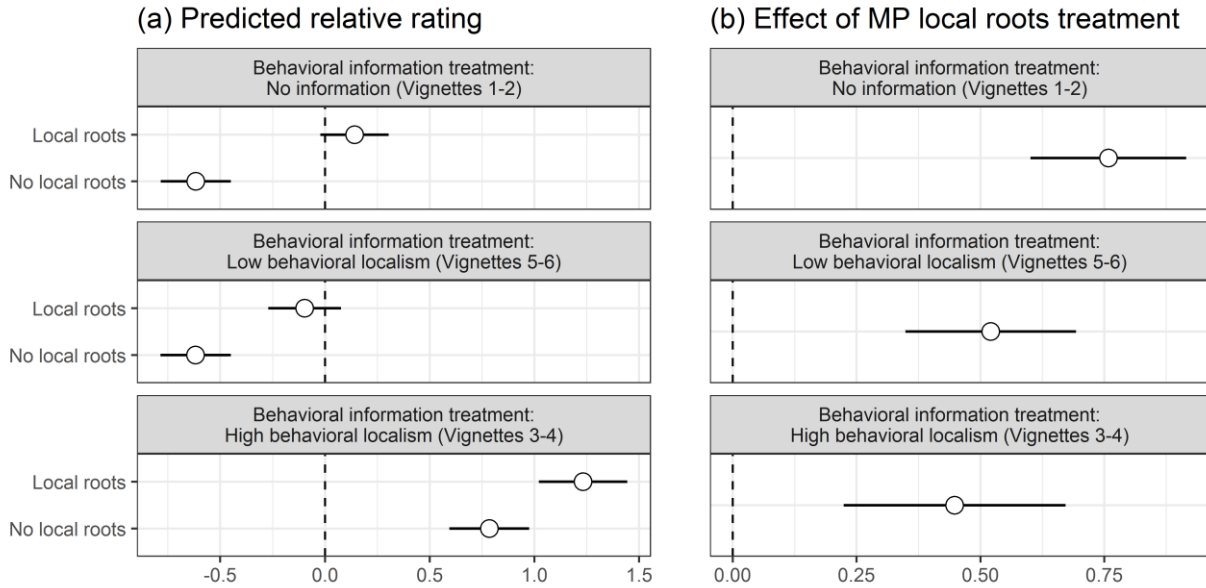 (a) Predicted relative rating
Behavioral information treatment:
No information (Vignettes 1-2)
Local roots
No local roots
Behavioral information treatment:
Low behavioral localism (Vignettes 5-6)
Local roots
No local roots
Behavioral information treatment:
High behavioral localism (Vignettes 3-4)
Local roots
No local roots
-0.5 0.0 0.5 1.0 1.5
(b) Effect of MP local roots treatment
Behavioral information treatment:
No information (Vignettes 1-2)
Behavioral information treatment:
Low behavioral localism (Vignettes 5-6)
Behavioral information treatment:
High behavioral localism (Vignettes 3-4)
0.00 0.25 0.50 0.75